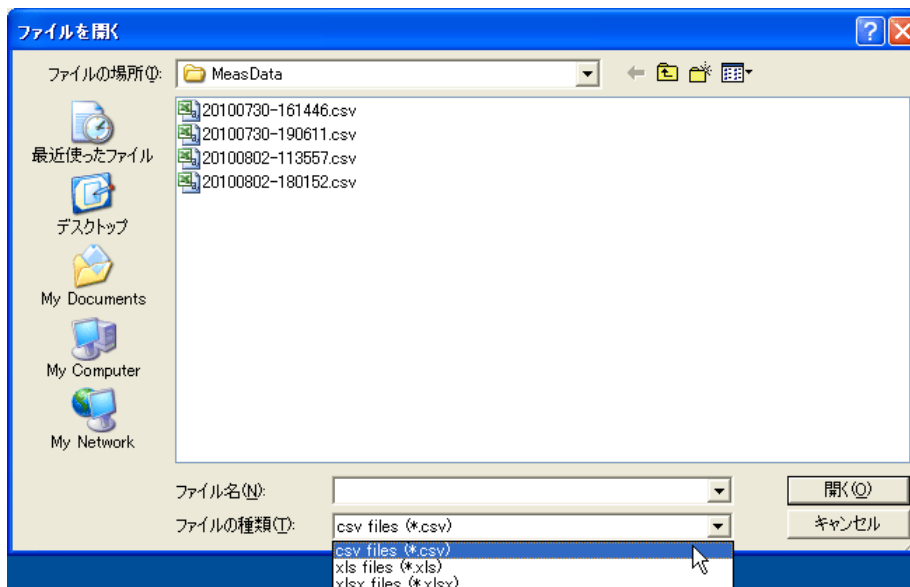 ファイルを開く
ファイルの場所(I):
MeasData
20100730-161446.csv
20100730-190611.csv
20100802-113557.csv
20100802-180152.csv
最近使ったファイル
デスクトップ
My Documents
My Computer
My Network
ファイル名(N):
開く(O)
ファイルの種類(T):
csv files (*.csv)
キャンセル
csv files (*.csv)
xls files (*.xls)
xlsx files (*.xlsx)